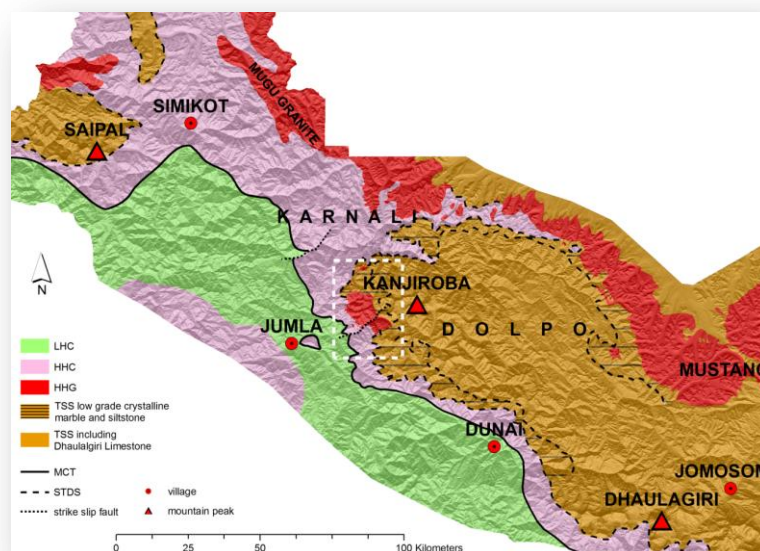 MUGU GRANITE
SIMIKOT
SAIPAL
KARNALI
N
KANJIROBA
JUMLA
DOLPO
MUSTANG
LHC
HHC
HHG
TSS low grade crystalline
marble and siltstone
TSS including
Dhaulalgiri Limestone
DUNAI
JOMOSOM
DHAULAGIRI
MCT
STDS
strike slip fault
village
mountain peak
0 25 50 100 Kilometers